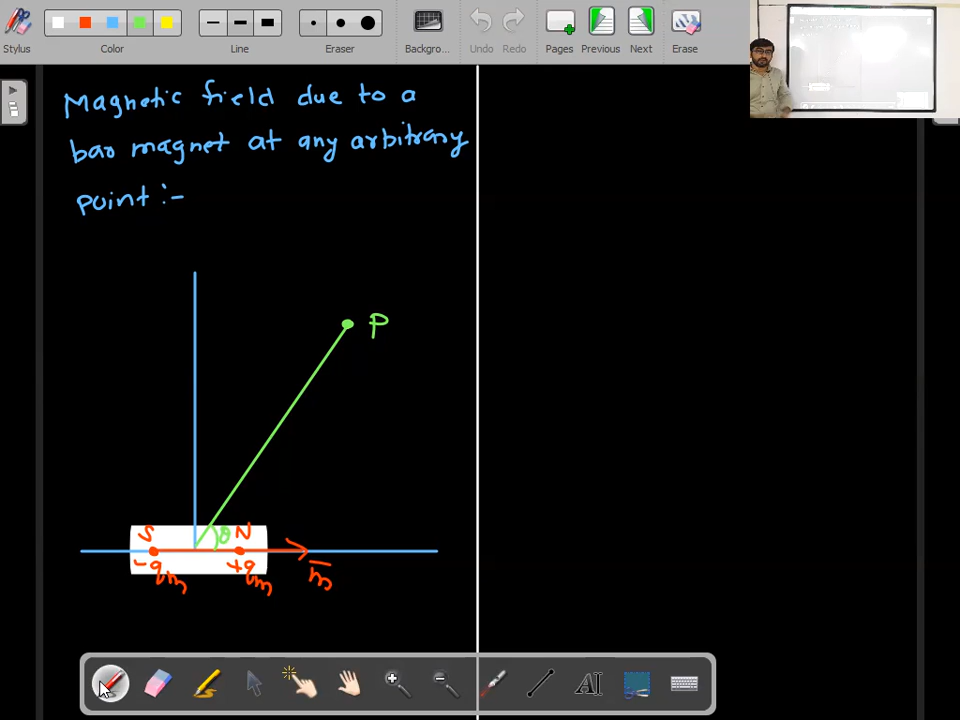 Stylus
Color
Line
Eraser
Backgro...
Undo
Redo
Pages
Previous
Next
Erase
Magnetic field due to a
bar magnet at any arbitrary
point :-
P
S
θ
N
-qm
+qm
m
AI